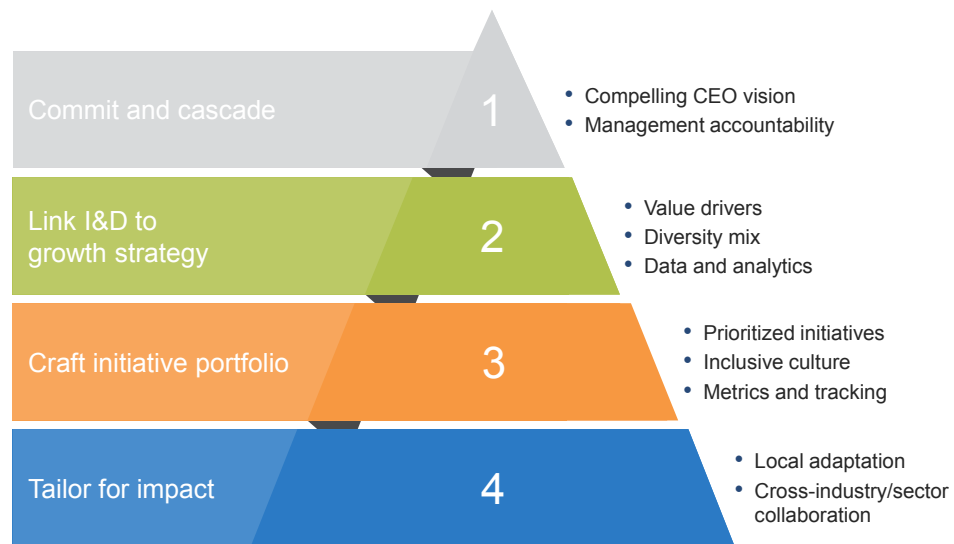 Commit and cascade
1
• Compelling CEO vision
• Management accountability
Link I&D to
growth strategy
2
• Value drivers
• Diversity mix
• Data and analytics
Craft initiative portfolio
3
• Prioritized initiatives
• Inclusive culture
• Metrics and tracking
Tailor for impact
4
• Local adaptation
• Cross-industry/sector
collaboration